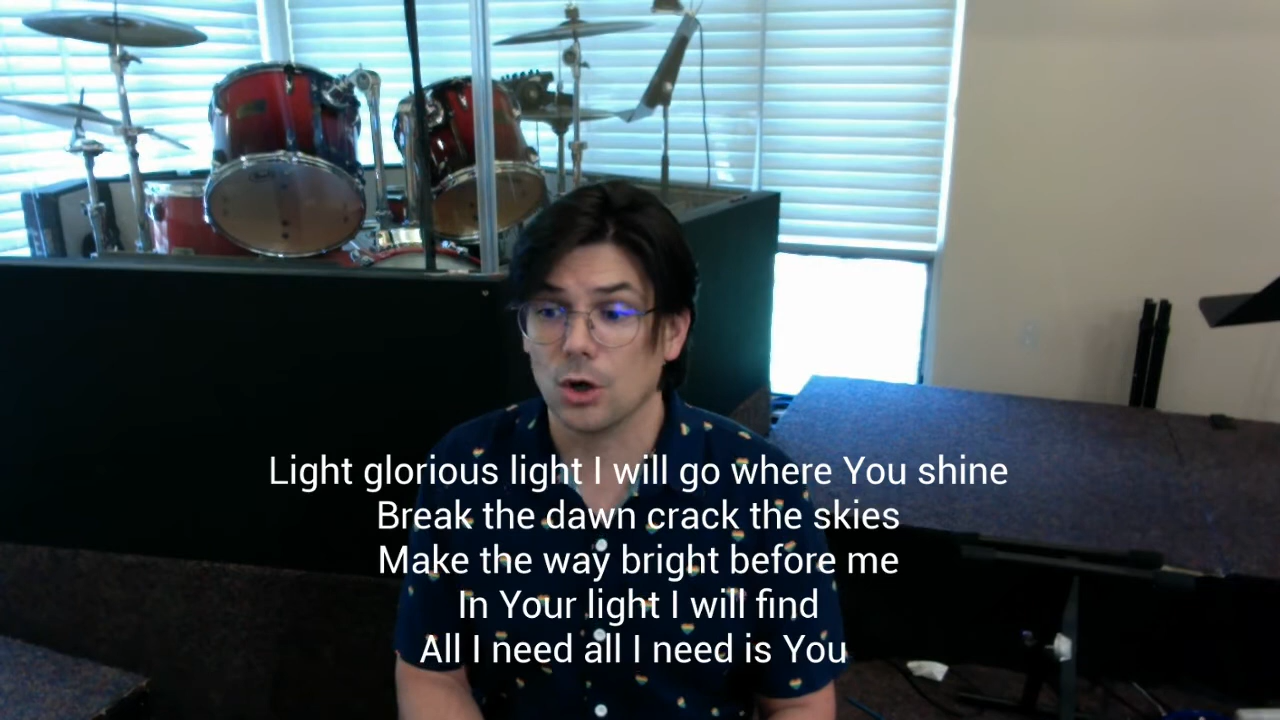 Light glorious light I will go where You shine
Break the dawn crack the skies
Make the way bright before me
In Your light I will find
All I need all I need is You